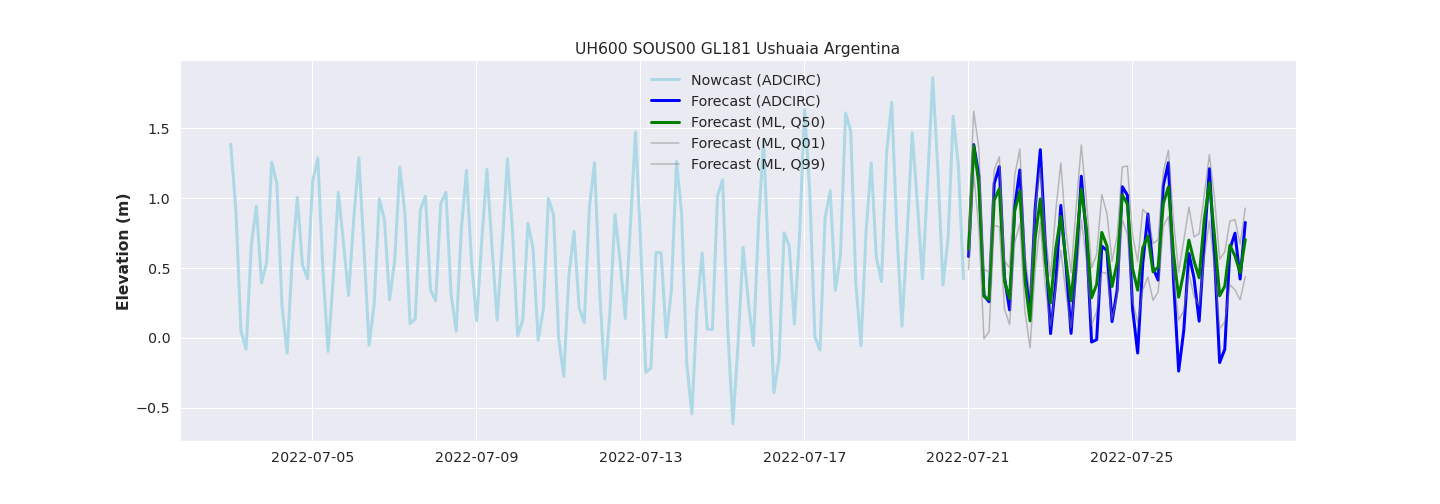 UH600 SOUS00 GL181 Ushuaia Argentina
Nowcast (ADCIRC)
Forecast (ADCIRC)
Forecast (ML, Q50)
Forecast (ML, Q01)
Forecast (ML, Q99)
Elevation (m)
1.5
1.0
0.5
0.0
−0.5
2022-07-05 2022-07-09 2022-07-13 2022-07-17 2022-07-21 2022-07-25